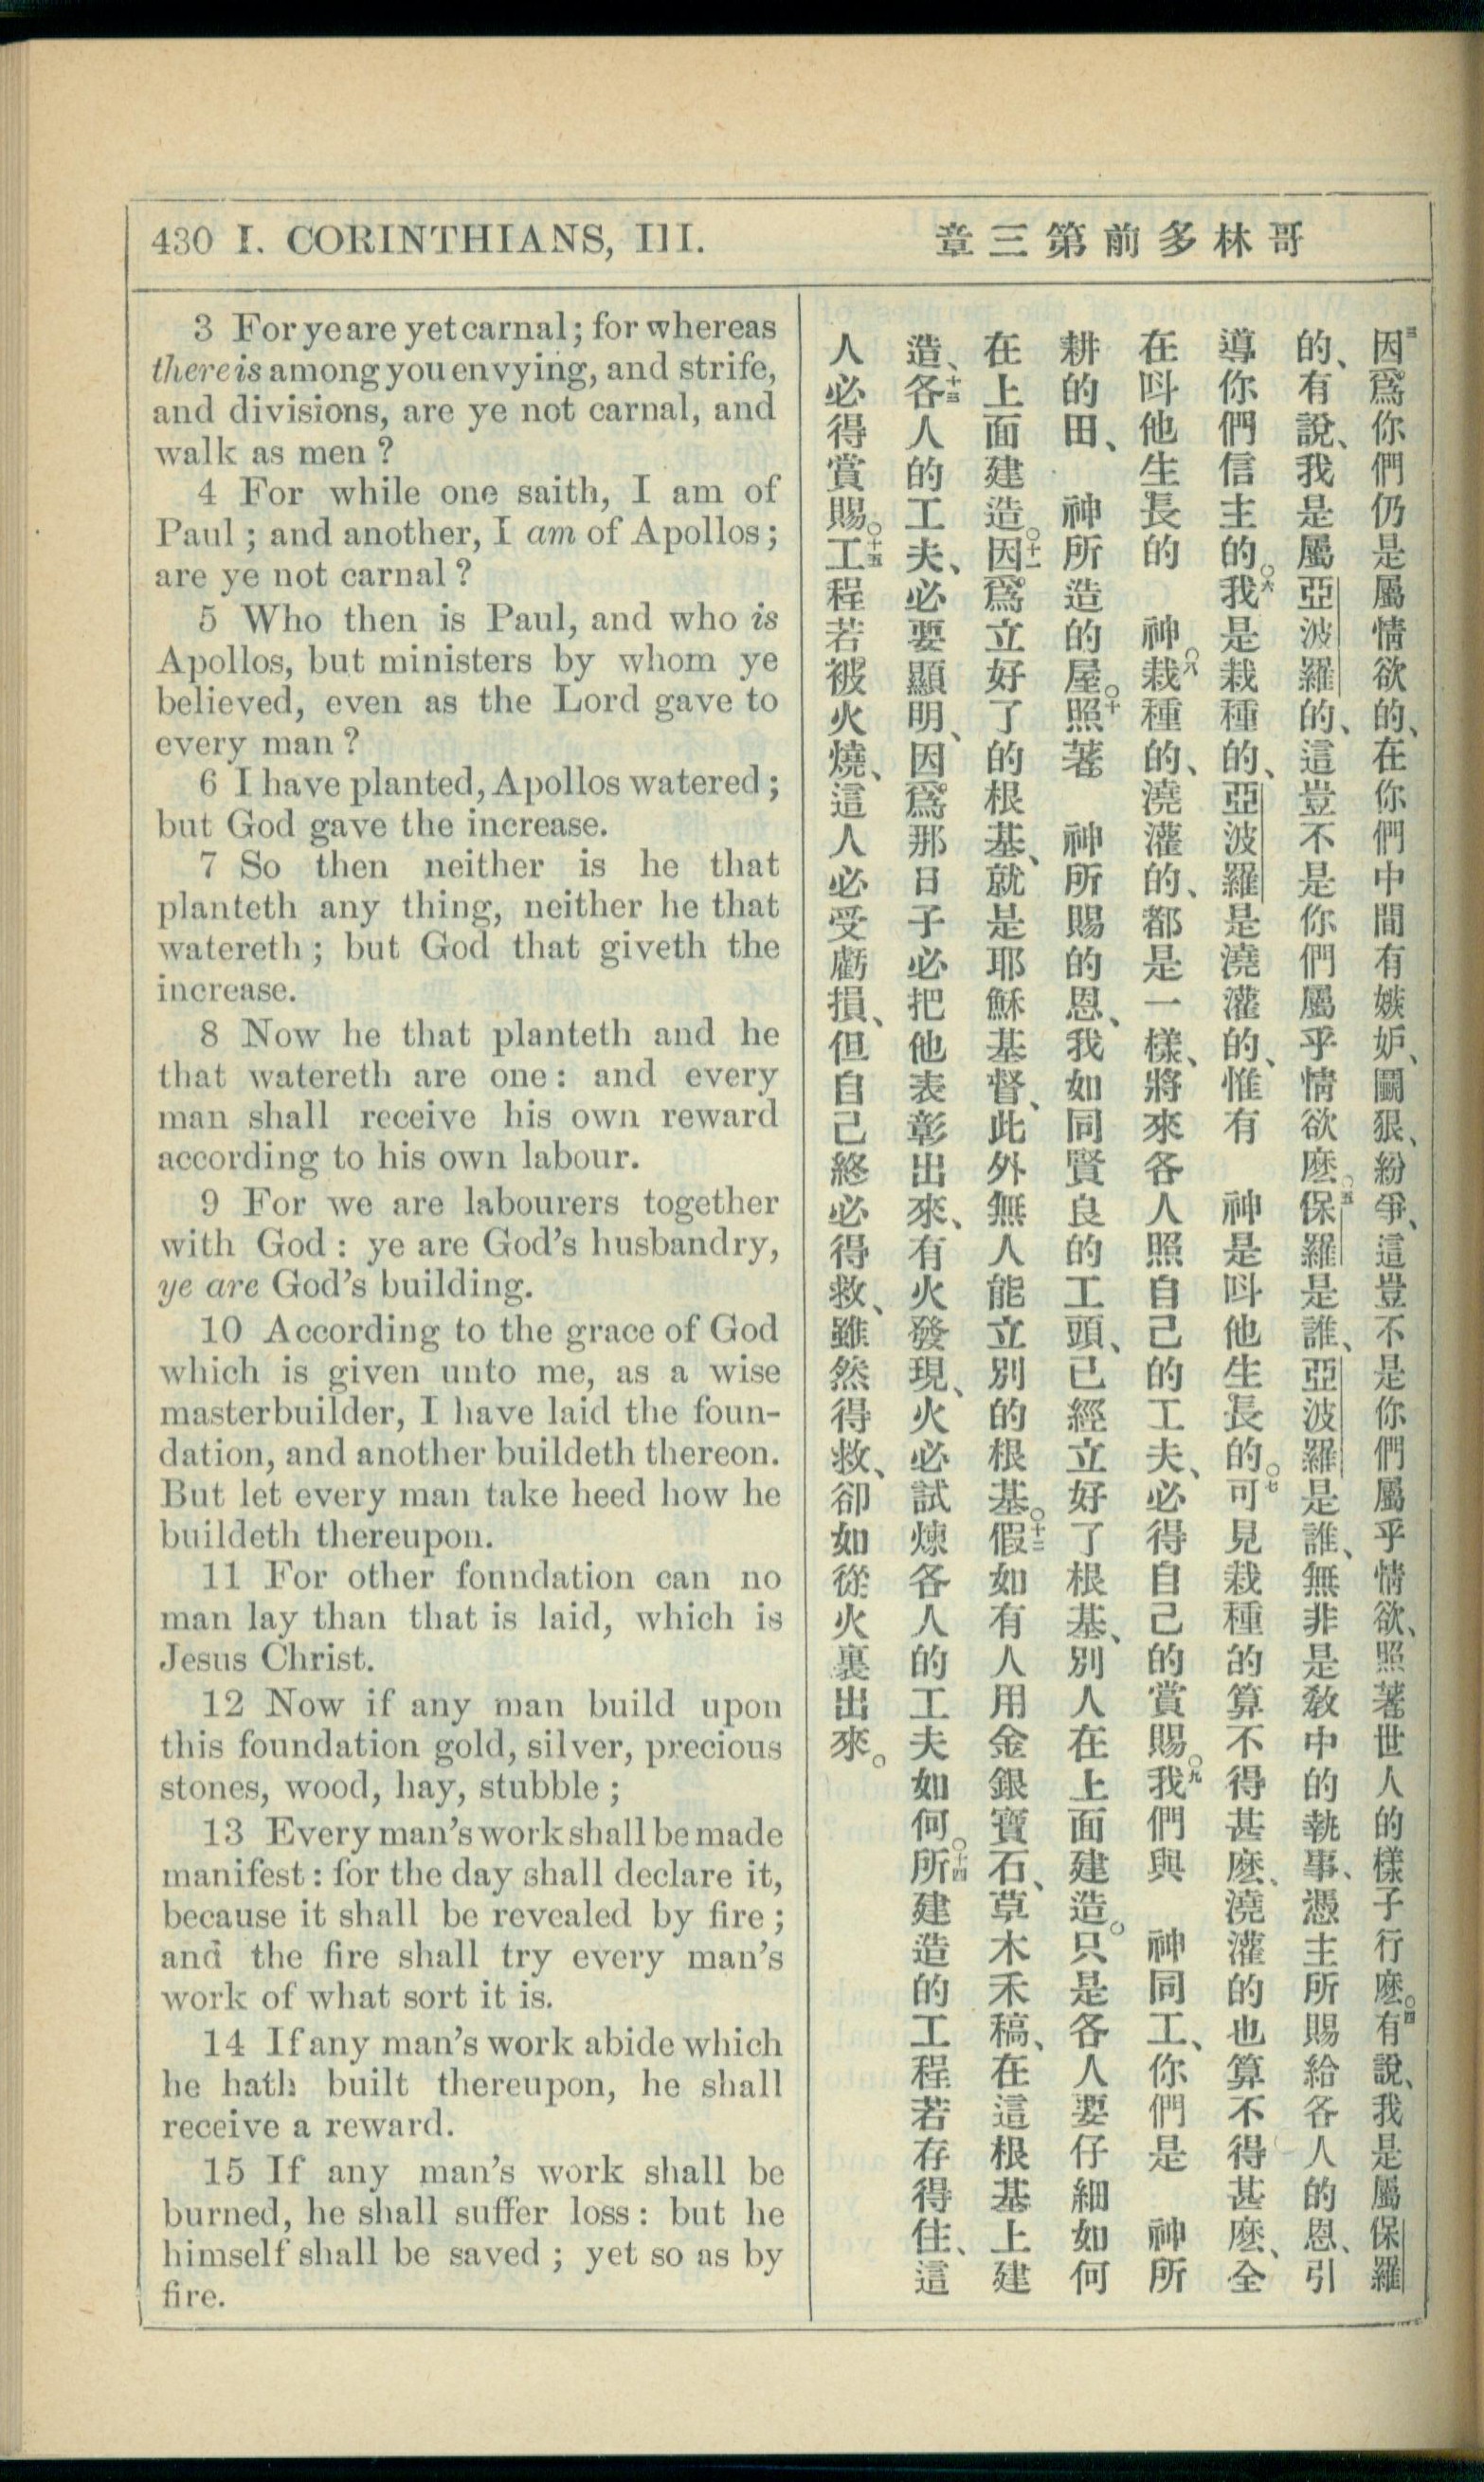 430 I. CORINTHIANS, III.
哥林多前第三章
3 For ye are yet carnal; for whereas
there is among you envying, and strife,
and divisions, are ye not carnal, and
walk as men?
4 For while one saith, I am of
Paul; and another, I am of Apollos;
are ye not carnal?
5 Who then is Paul, and who is
Apollos, but ministers by whom ye
believed, even as the Lord gave to
every man?
6 I have planted, Apollos watered;
but God gave the increase.
7 So then neither is he that
planteth any thing, neither he that
watereth; but God that giveth the
increase.
8 Now he that planteth and he
that watereth are one: and every
man shall receive his own reward
according to his own labour.
9 For we are labourers together
with God: ye are God's husbandry,
ye are God's building.
10 According to the grace of God
which is given unto me, as a wise
masterbuilder, I have laid the foun-
dation, and another buildeth thereon.
But let every man take heed how he
buildeth thereupon.
11 For other fonndation can no
man lay than that is laid, which is
Jesus Christ.
12 Now if any man build upon
this foundation gold, silver, precious
stones, wood, hay, stubble;
13 Every man's work shall be made
manifest: for the day shall declare it,
because it shall be revealed by fire;
and the fire shall try every man's
work of what sort it is.
14 If any man's work abide which
he hath built thereupon, he shall
receive a reward.
15 If any man's work shall be
burned, he shall suffer loss: but he
himself shall be saved; yet so as by
fire.
三因爲你們仍是屬情欲的、在你們中間有嫉妒、鬬狠、紛爭、這豈不是你們屬乎情欲、照著世人的樣子行麽。○四有說、我是屬保羅
的、有說、我是屬亞波羅的、這豈不是你們屬乎情欲麽。○五保羅是誰、亞波羅是誰、無非是敎中的執事、憑主所賜給各人的恩、引
導你們信主的。○六我是栽種的、亞波羅是澆灌的、惟有 神是呌他生長的。○七可見栽種的算不得甚麽、澆灌的也算不得甚麽、全
在呌他生長的 神。○八栽種的、澆灌的、都是一樣、將來各人照自己的工夫、必得自己的賞賜。○九我們與 神同工、你們是 神所
耕的田、 神所造的屋。○十照著 神所賜的恩、我如同賢良的工頭、已經立好了根基、別人在上面建造。○只是各人要仔細如何
在上面建造。○十一因爲立好了的根基、就是耶穌基督、此外無人能立別的根基。○十二假如有人用金銀寶石、草木禾稿、在這根基上建
造、十三各人的工夫、必要顯明、因爲那日子必把他表彰出來、有火發現、火必試煉各人的工夫如何。○十四所建造的工程若存得住、這
人必得賞賜。○十五工程若被火燒、這人必受虧損、但自己終必得救、雖然得救、卻如從火裏出來。○